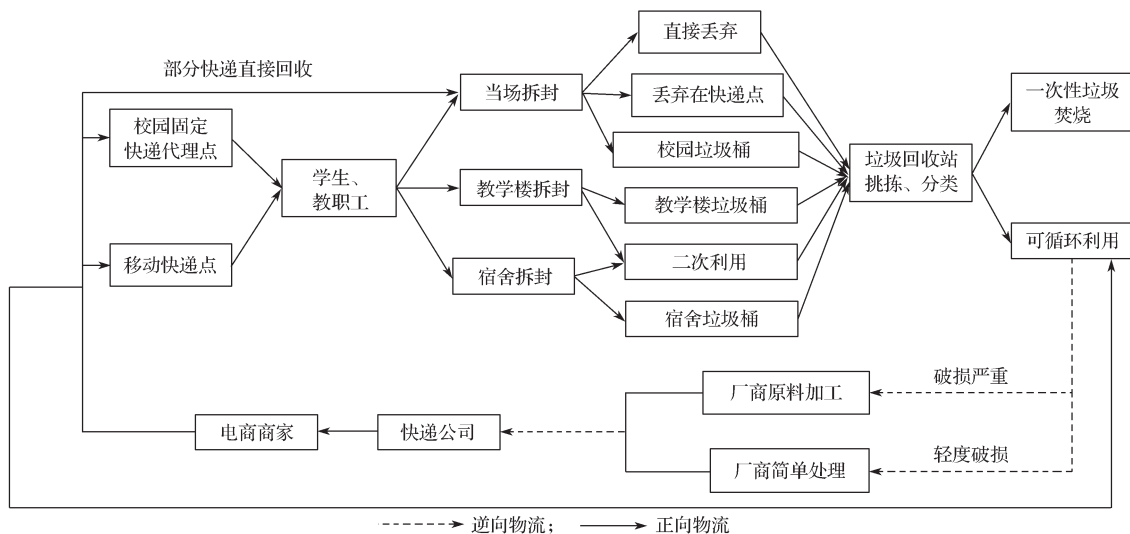 部分快递直接回收
校园固定
快递代理点
移动快递点
学生、
教职工
当场拆封
教学楼拆封
宿舍拆封
直接丢弃
丢弃在快递点
校园垃圾桶
教学楼垃圾桶
二次利用
宿舍垃圾桶
垃圾回收站
挑拣、分类
一次性垃圾
焚烧
可循环利用
破损严重
厂商原料加工
轻度破损
厂商简单处理
快递公司
电商商家
逆向物流;
正向物流